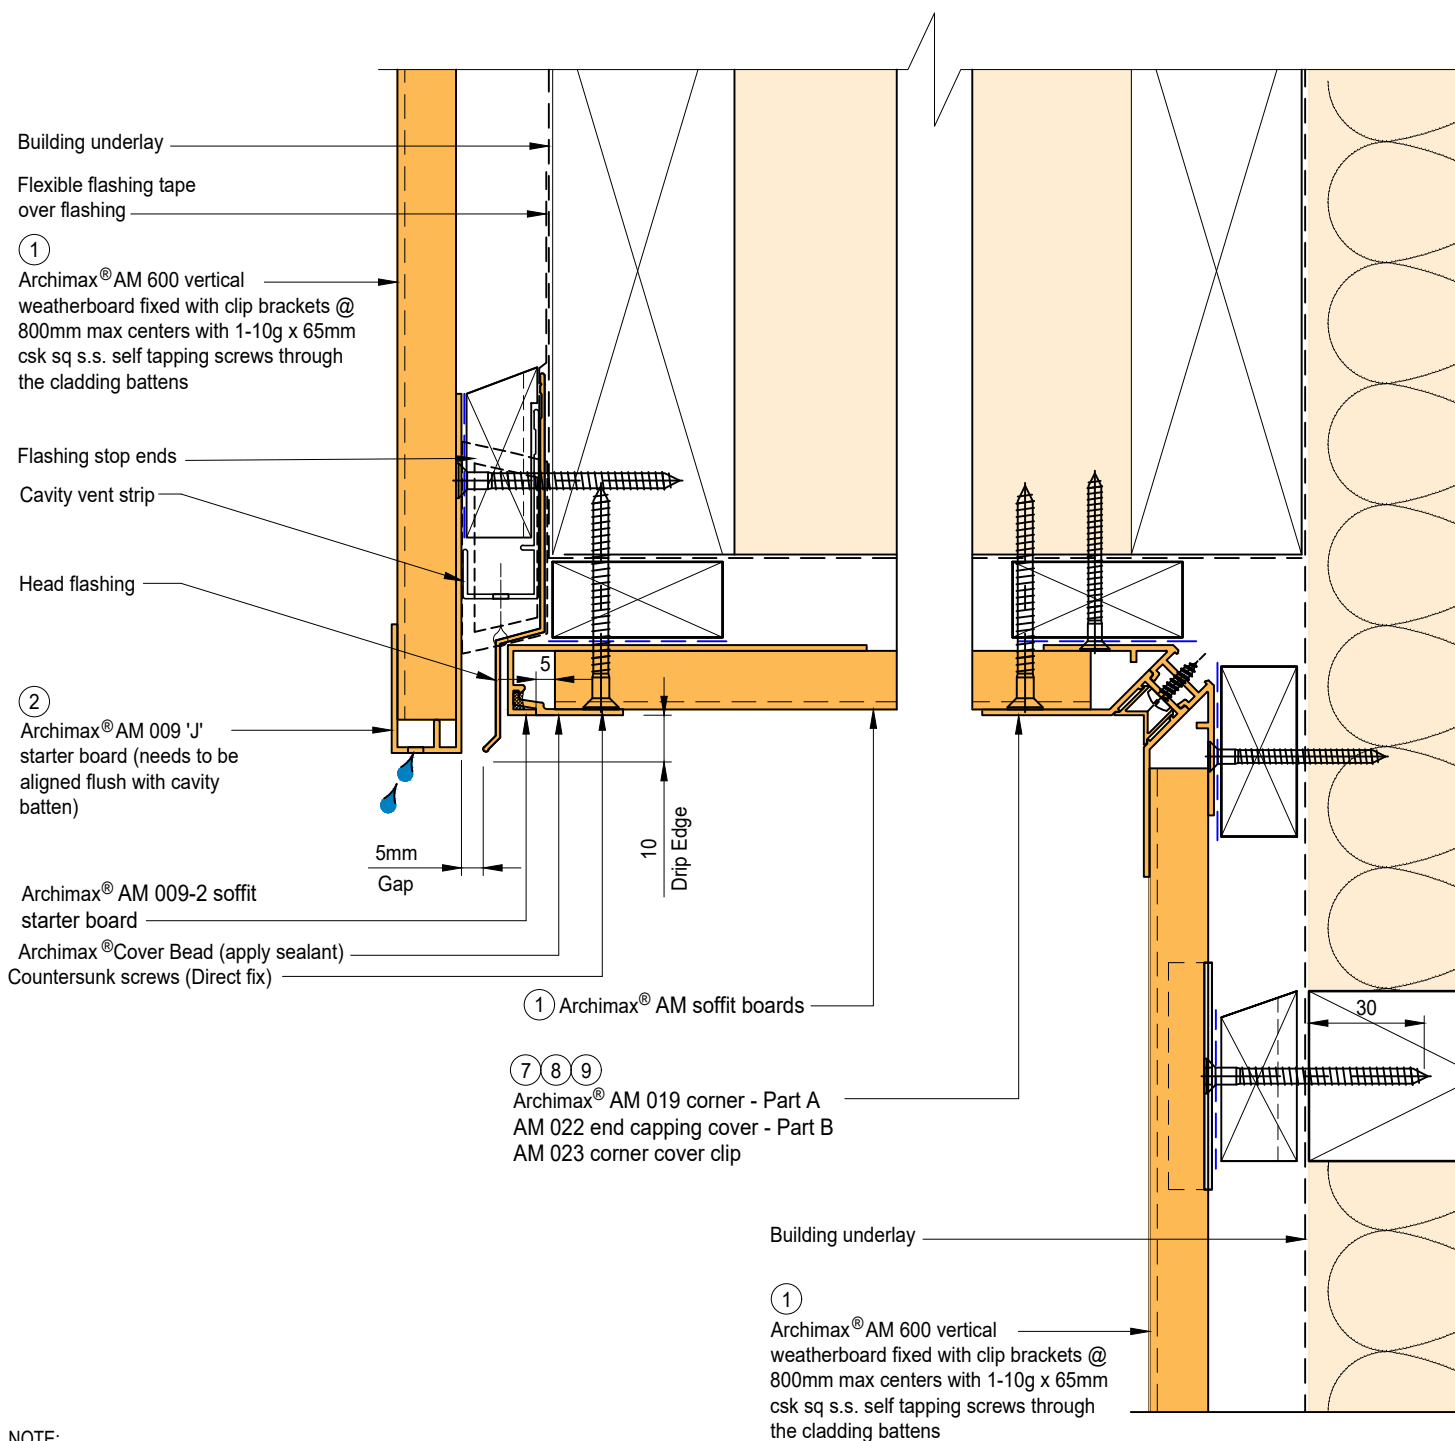 Building underlay
Flexible flashing tape
over flashing
1
Archimax® AM 600 vertical
weatherboard fixed with clip brackets @
800mm max centers with 1-10g x 65mm
csk sq s.s. self tapping screws through
the cladding battens
Flashing stop ends
Cavity vent strip
Head flashing
2
Archimax® AM 009 'J'
starter board (needs to be
aligned flush with cavity
batten)
5
5mm
Gap
10
Drip Edge
Archimax® AM 009-2 soffit
starter board
Archimax® Cover Bead (apply sealant)
Countersunk screws (Direct fix)
1 Archimax® AM soffit boards
30
7 8 9
Archimax® AM 019 corner - Part A
AM 022 end capping cover - Part B
AM 023 corner cover clip
Building underlay
1
Archimax® AM 600 vertical
weatherboard fixed with clip brackets @
800mm max centers with 1-10g x 65mm
csk sq s.s. self tapping screws through
the cladding battens
NOTE: